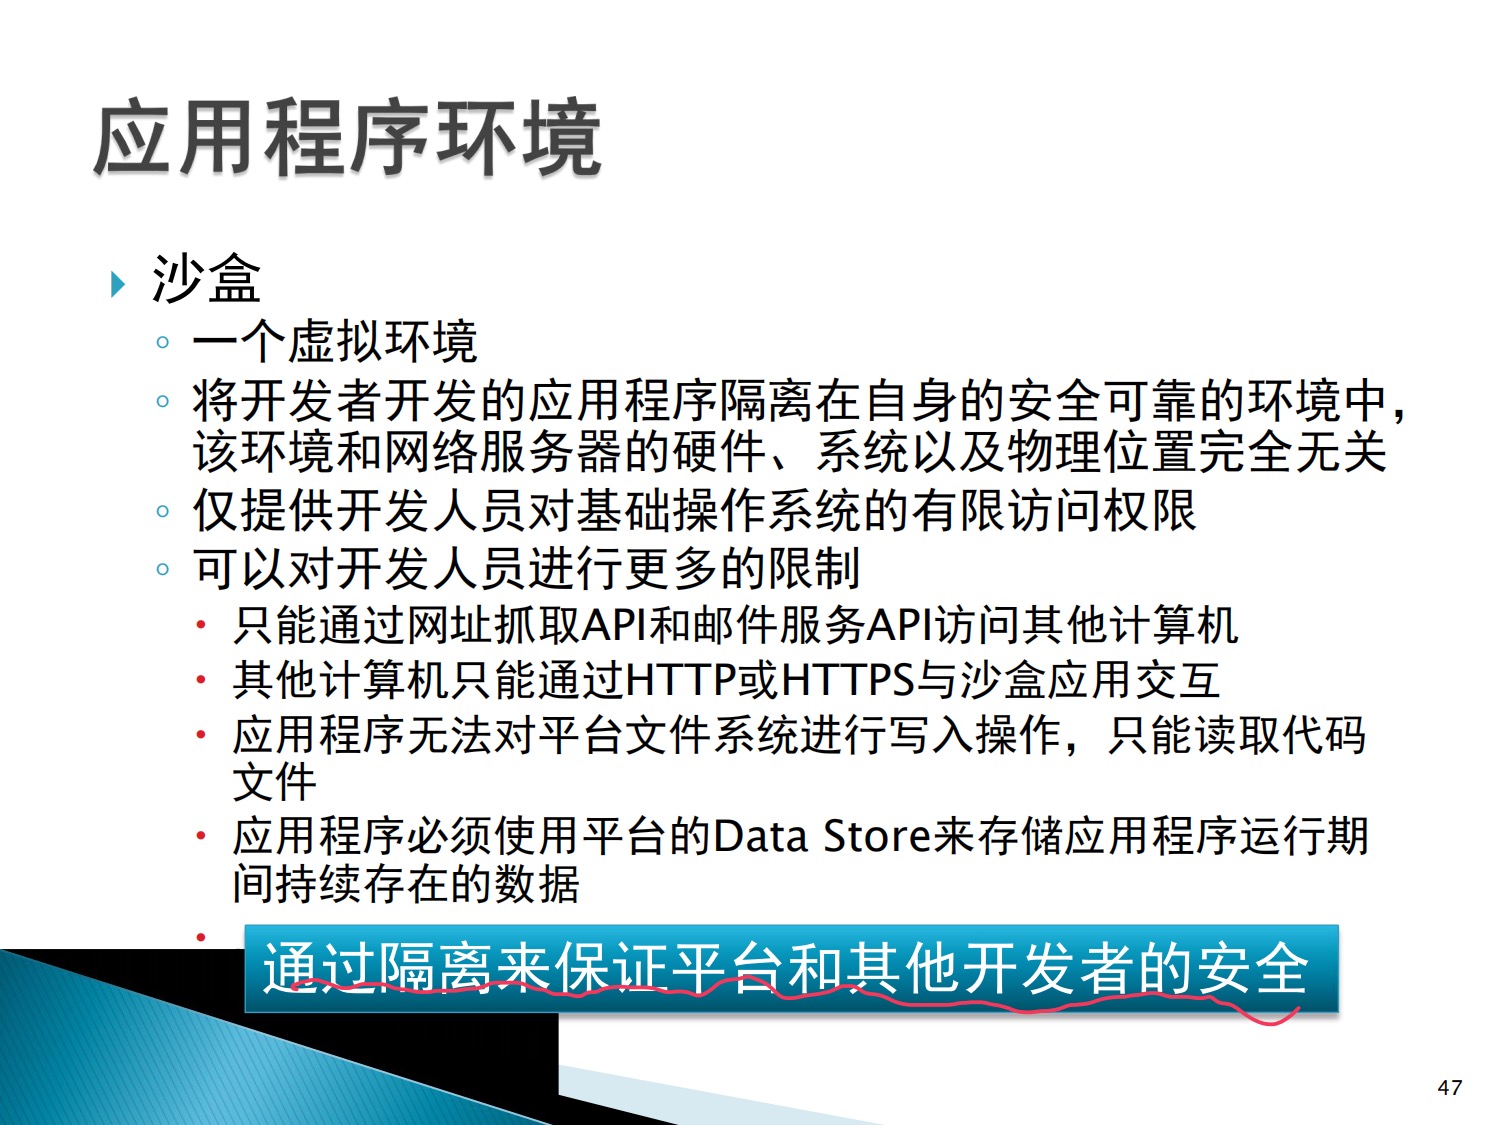 应用程序环境
沙盒
一个虚拟环境
将开发者开发的应用程序隔离在自身的安全可靠的环境中，
该环境和网络服务器的硬件、系统以及物理位置完全无关
仅提供开发人员对基础操作系统的有限访问权限
可以对开发人员进行更多的限制
只能通过网址抓取API和邮件服务API访问其他计算机
其他计算机只能通过HTTP或HTTPS与沙盒应用交互
应用程序无法对平台文件系统进行写入操作，只能读取代码
文件
应用程序必须使用平台的Data Store来存储应用程序运行期
间持续存在的数据
通过隔离来保证平台和其他开发者的安全
47